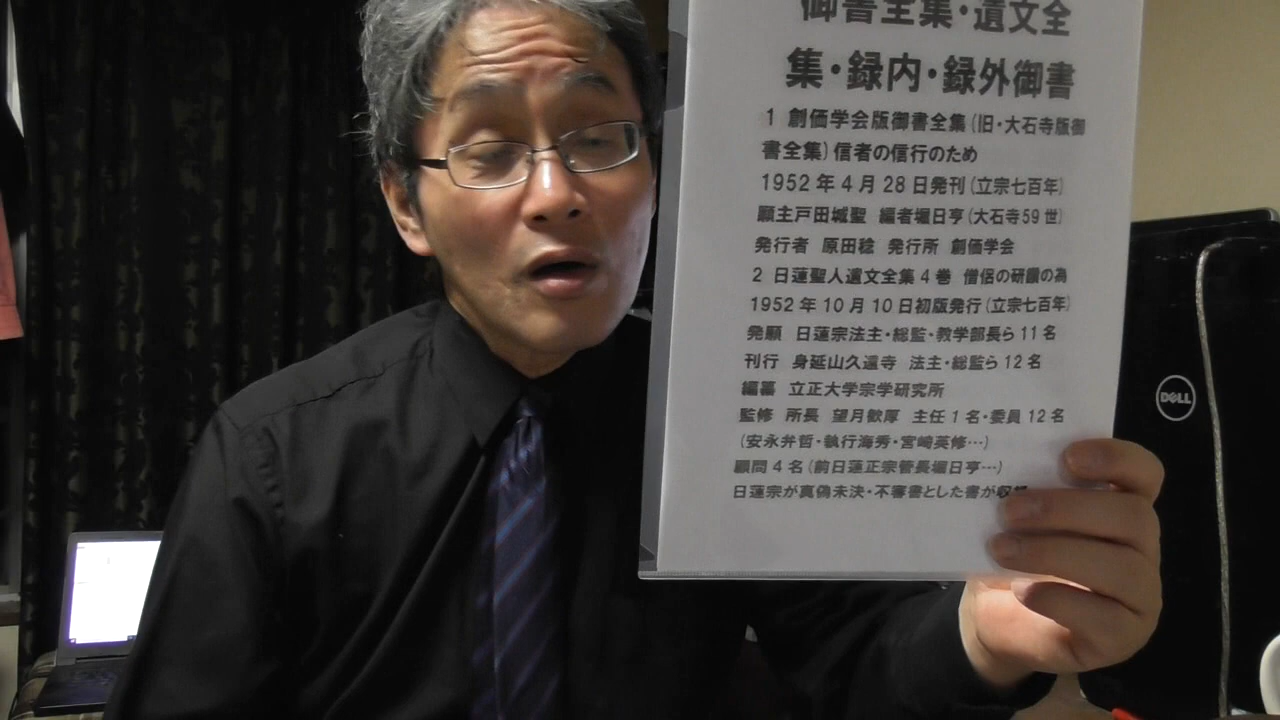 御書全集・遺文全
集・録内・録外御書
1 創価学会版御書全集(旧・大石寺版御
書全集)信者の信行のため
1952年4月28日発刊(立宗七百年)
願主戸田城聖 編者堀日亨(大石寺59世)
発行者 原田稔 発行所 創価学会
2 日蓮聖人遺文全集4巻 僧侶の研鑽の為
1952年10月10日初版発行(立宗七百年)
発願 日蓮宗法主・総監・教学部長ら11名
刊行 身延山久遠寺 法主・総監ら12名
編纂 立正大学宗学研究所
監修 所長 望月歓厚 主任1名・委員12名
(安永弁哲・執行海秀・宮崎英修…)
顧問4名(前日蓮正宗管長堀日亨…)
日蓮宗が真偽未決・不審書とした書が収
DELL